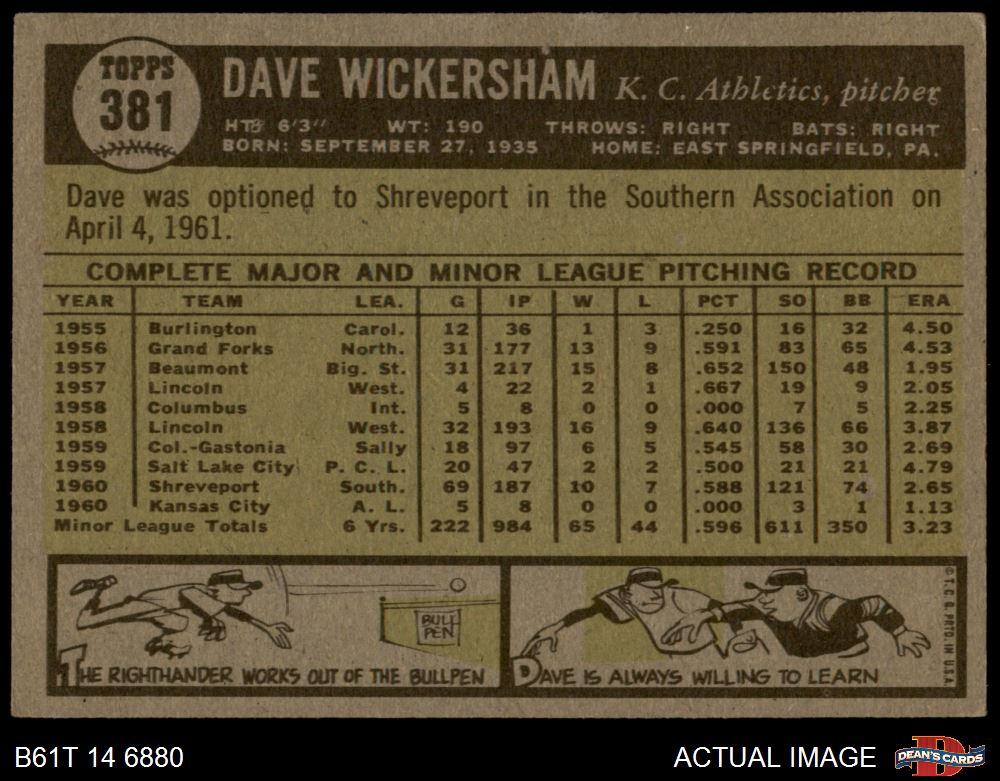 TOPPS
381
DAVE WICKERSHAM K. C. Athletics, pitcher
HT: 6'3" WT: 190 THROWS: RIGHT BATS: RIGHT
BORN: SEPTEMBER 27, 1935 HOME: EAST SPRINGFIELD, PA.
Dave was optioned to Shreveport in the Southern Association on
April 4, 1961.
COMPLETE MAJOR AND MINOR LEAGUE PITCHING RECORD
YEAR TEAM LEA. G IP W L PCT SO BB ERA
1955 Burlington Carol. 12 36 1 3 .250 16 32 4.50
1956 Grand Forks North. 31 177 13 9 .591 83 65 4.53
1957 Beaumont Big. St. 31 217 15 8 .652 150 48 1.95
1957 Lincoln West. 4 22 2 1 .667 19 9 2.05
1958 Columbus Int. 5 8 0 0 .000 7 5 2.25
1958 Lincoln West. 32 193 16 9 .640 136 66 3.87
1959 Col.-Gastonia Sally 18 97 6 5 .545 58 30 2.69
1959 Salt Lake City P. C. L. 20 47 2 2 .500 21 21 4.79
1960 Shreveport South. 69 187 10 7 .588 121 74 2.65
1960 Kansas City A. L. 5 8 0 0 .000 3 1 1.13
Minor League Totals 6 Yrs. 222 984 65 44 .596 611 350 3.23
BULL
PEN
THE RIGHTHANDER WORKS OUT OF THE BULLPEN
DAVE IS ALWAYS WILLING TO LEARN
© T. C. G. PRTD. IN U.S.A.
B61T 14 6880
ACTUAL IMAGE
D
DEAN'S CARDS